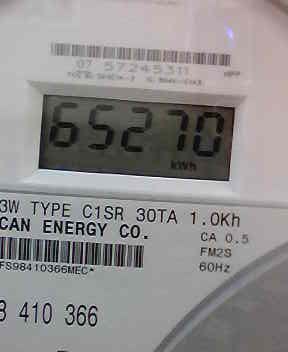 07 57245311
65270
kWh
3W TYPE C1SR 30TA 1.0Kh
CAN ENERGY CO.
CA 0.5
FM2S
60Hz
FS98410366MEC*
410 366